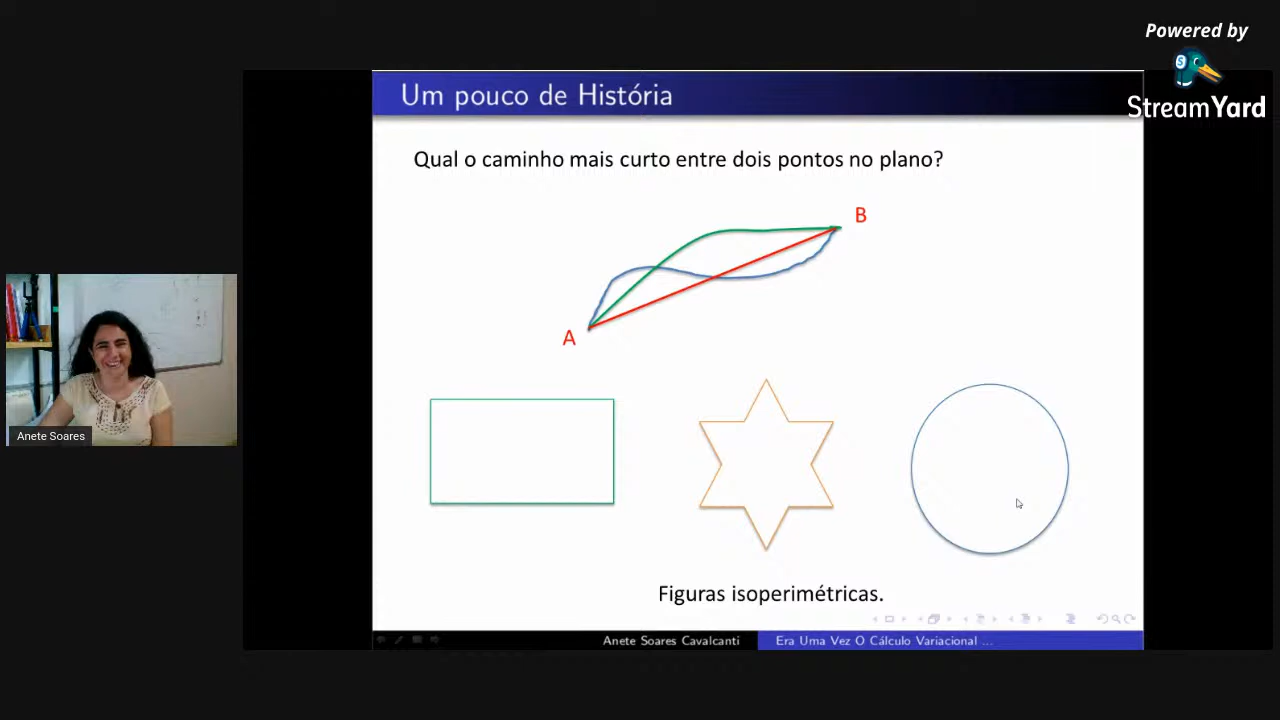 Powered by
StreamYard
Um pouco de História
Qual o caminho mais curto entre dois pontos no plano?
B
A
Anete Soares
Figuras isoperimétricas.
Anete Soares Cavalcanti
Era Uma Vez O Cálculo Variacional ...